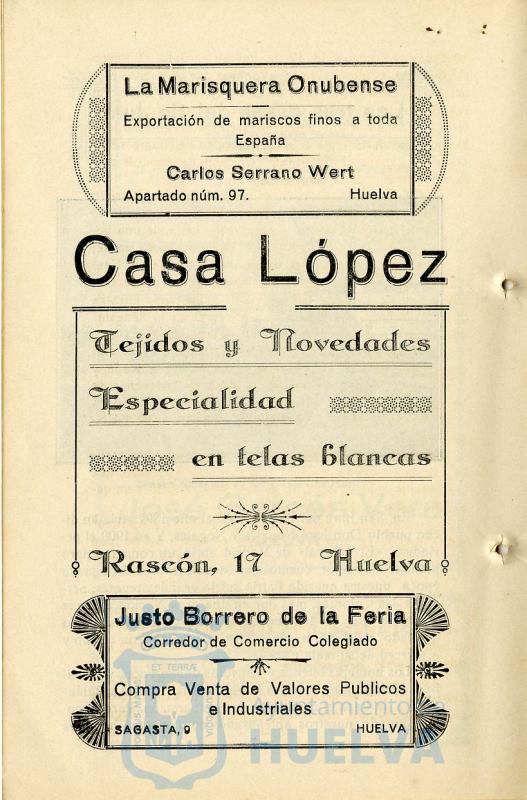 La Marisquera Onubense
Exportación de mariscos finos a toda
España
Carlos Serrano Wert
Apartado núm. 97. Huelva
Casa López
Tejidos y Novedades
Especialidad
en telas blancas
Rascón, 17 Huelva
Justo Borrero de la Feria
Corredor de Comercio Colegiado
Compra Venta de Valores Publicos
e Industriales
SAGASTA, 9 HUELVA
Ayuntamiento de
HUELVA